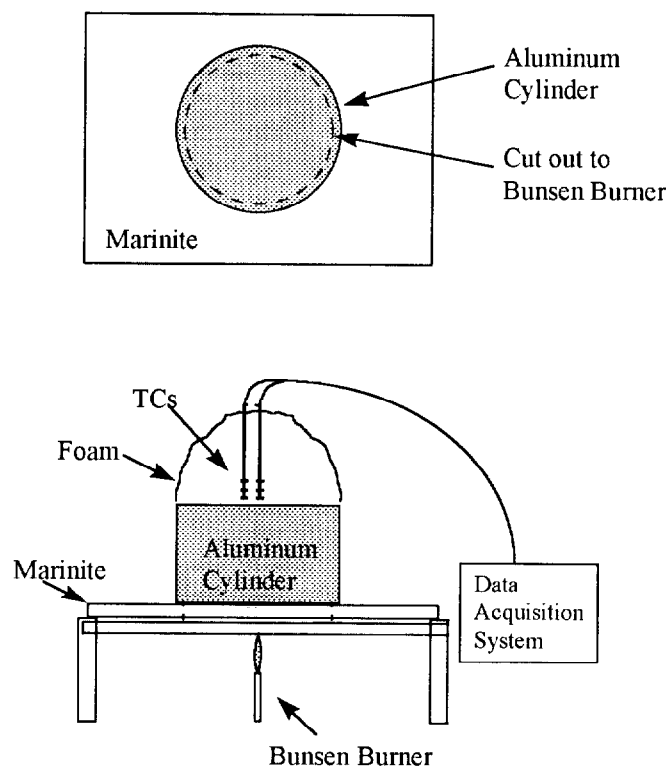 Aluminum
Cylinder
Cut out to
Bunsen Burner
Marinite
TCs
Foam
Aluminum
Cylinder
Marinite
Data
Acquisition
System
Bunsen Burner